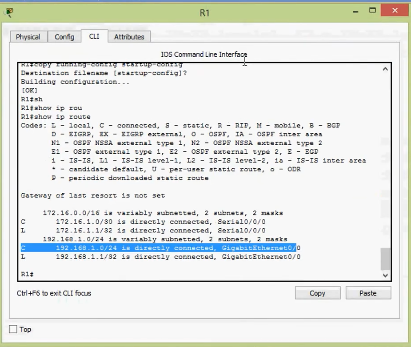 R1
Physical Config CLI Attributes
IOS Command Line Interface
R1#copy running-config startup-config
Destination filename [startup-config]?
Building configuration...
[OK]
R1#sh
R1#show ip rou
R1#show ip route
Codes: L - local, C - connected, S - static, R - RIP, M - mobile, B - BGP
D - EIGRP, EX - EIGRP external, O - OSPF, IA - OSPF inter area
N1 - OSPF NSSA external type 1, N2 - OSPF NSSA external type 2
E1 - OSPF external type 1, E2 - OSPF external type 2, E - EGP
i - IS-IS, L1 - IS-IS level-1, L2 - IS-IS level-2, ia - IS-IS inter area
* - candidate default, U - per-user static route, o - ODR
P - periodic downloaded static route
Gateway of last resort is not set
172.16.0.0/16 is variably subnetted, 2 subnets, 2 masks
C 172.16.1.0/30 is directly connected, Serial0/0/0
L 172.16.1.1/32 is directly connected, Serial0/0/0
192.168.1.0/24 is variably subnetted, 2 subnets, 2 masks
C 192.168.1.0/24 is directly connected, GigabitEthernet0/0
L 192.168.1.1/32 is directly connected, GigabitEthernet0/0
R1#
Ctrl+F6 to exit CLI focus
Copy Paste
Top